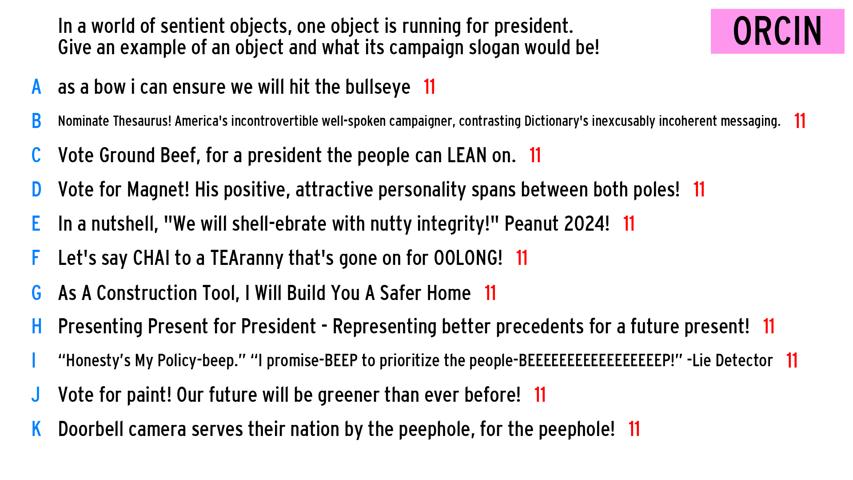 In a world of sentient objects, one object is running for president.
Give an example of an object and what its campaign slogan would be!
ORCIN
A as a bow i can ensure we will hit the bullseye 11
B Nominate Thesaurus! America's incontrovertible well-spoken campaigner, contrasting Dictionary's inexcusably incoherent messaging. 11
C Vote Ground Beef, for a president the people can LEAN on. 11
D Vote for Magnet! His positive, attractive personality spans between both poles! 11
E In a nutshell, "We will shell-ebrate with nutty integrity!" Peanut 2024! 11
F Let's say CHAI to a TEAranny that's gone on for OOLONG! 11
G As A Construction Tool, I Will Build You A Safer Home 11
H Presenting Present for President - Representing better precedents for a future present! 11
I “Honesty’s My Policy-beep.” “I promise-BEEP to prioritize the people-BEEEEEEEEEEEEEEEEEP!” -Lie Detector 11
J Vote for paint! Our future will be greener than ever before! 11
K Doorbell camera serves their nation by the peephole, for the peephole! 11